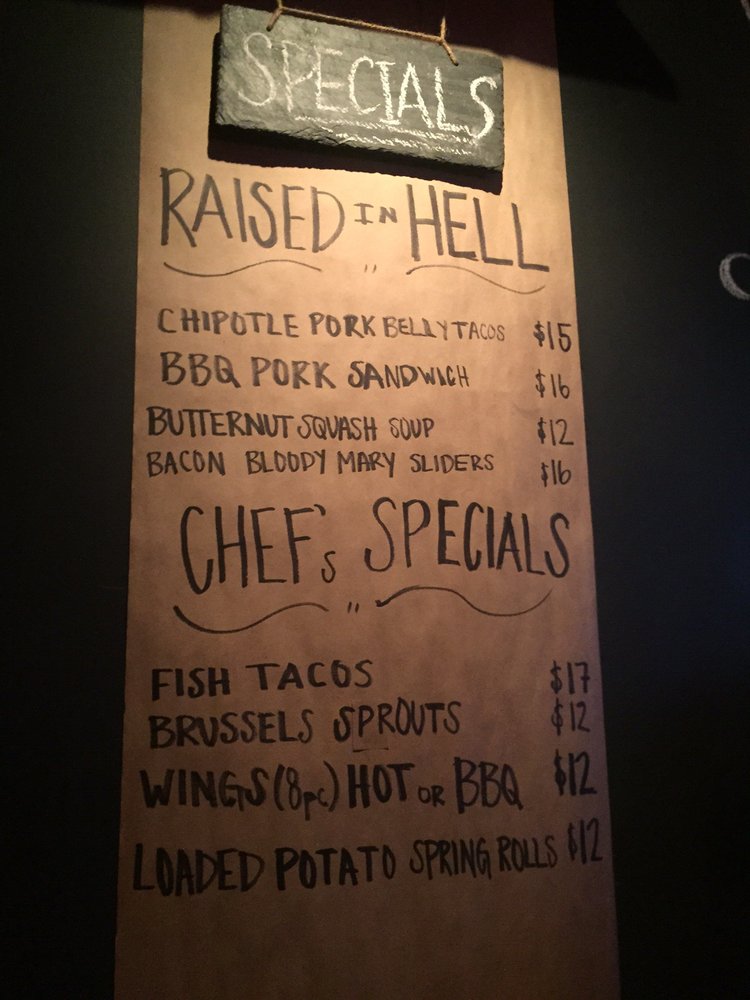 SPECIALS
RAISED IN HELL
CHIPOTLE PORK BELLY TACOS $15
BBQ PORK SANDWICH $16
BUTTERNUT SQUASH SOUP $12
BACON BLOODY MARY SLIDERS $16
CHEF's SPECIALS
FISH TACOS $17
BRUSSELS SPROUTS $12
WINGS (8pc) HOT OR BBQ $12
LOADED POTATO SPRING ROLLS $12